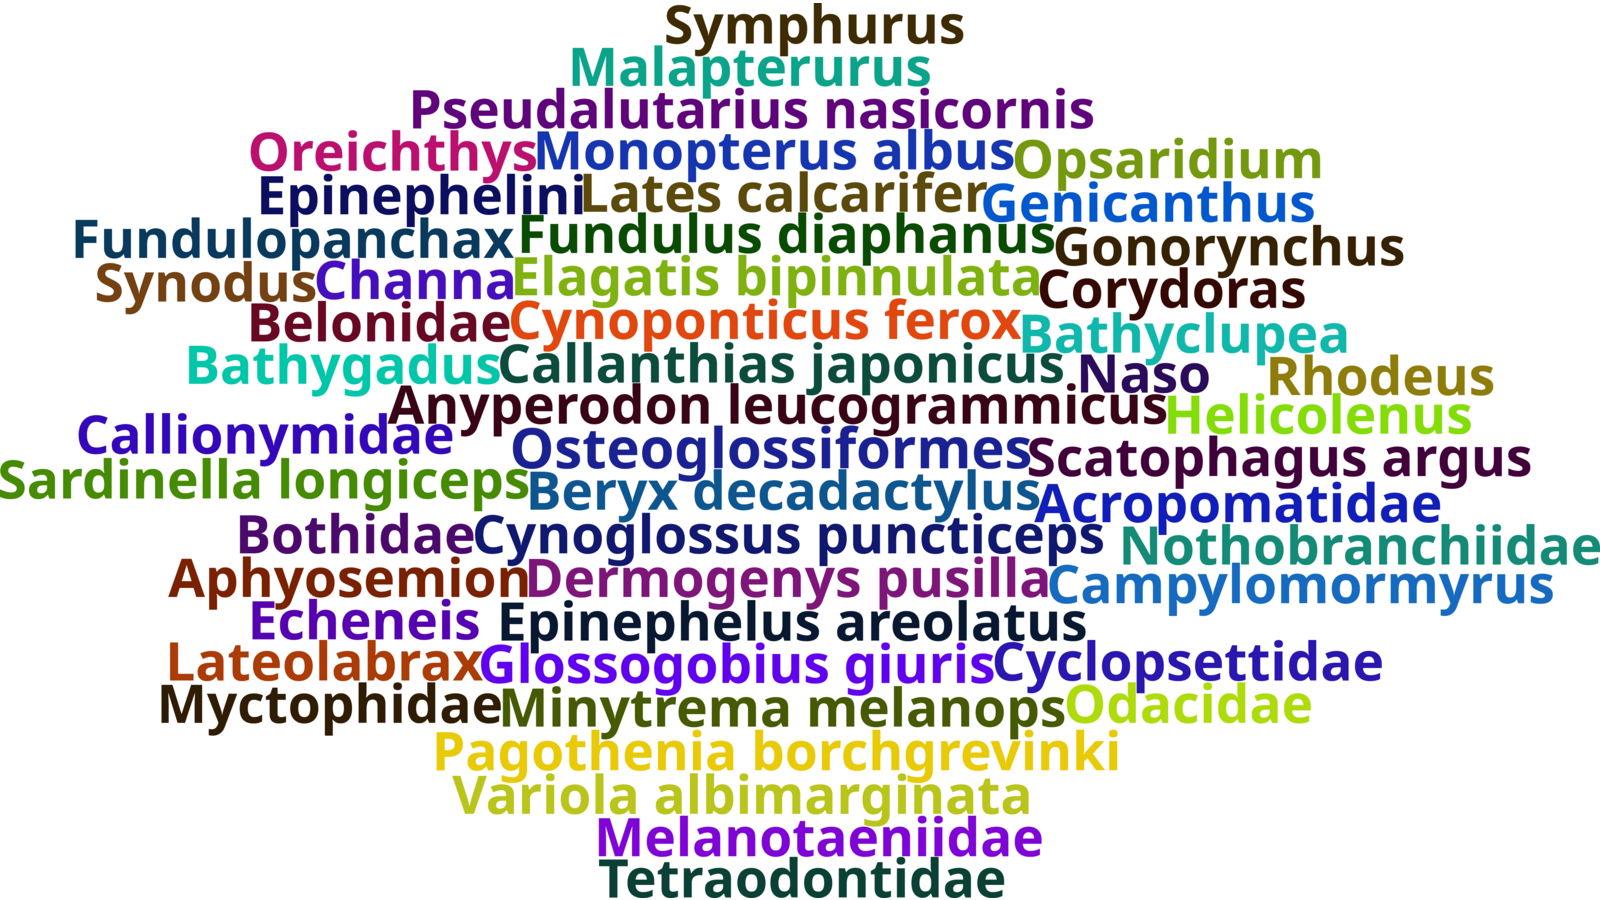 Symphurus
Malapterurus
Pseudalutarius nasicornis
Oreichthys Monopterus albus Opsaridium
Epinephelini Lates calcarifer Genicanthus
Fundulopanchax Fundulus diaphanus Gonorynchus
Synodus Channa Elagatis bipinnulata Corydoras
Belonidae Cynoponticus ferox Bathyclupea
Bathygadus Callanthias japonicus Naso Rhodeus
Anyperodon leucogrammicus Helicolenus
Callionymidae Osteoglossiformes Scatophagus argus
Sardinella longiceps Beryx decadactylus Acropomatidae
Bothidae Cynoglossus puncticeps Nothobranchiidae
Aphyosemion Dermogenys pusilla Campylomormyrus
Echeneis Epinephelus areolatus
Lateolabrax Glossogobius giuris Cyclopsettidae
Myctophidae Minytrema melanops Odacidae
Pagothenia borchgrevinki
Variola albimarginata
Melanotaeniidae
Tetraodontidae